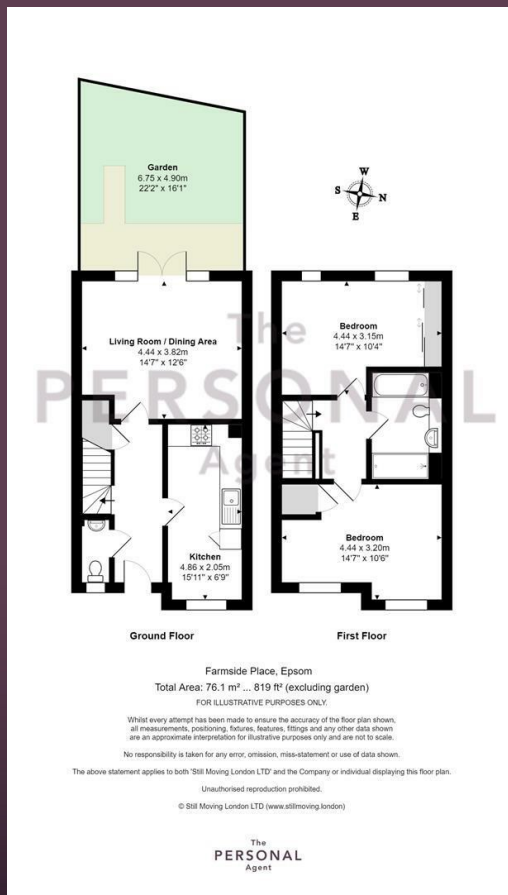 Garden
6.75 x 4.90m
22'2" x 16'1"
W
S
N
E
Living Room / Dining Area
4.44 x 3.82m
14'7" x 12'6"
Bedroom
4.44 x 3.15m
14'7" x 10'4"
The
PERSONAL
Agent
Kitchen
4.86 x 2.05m
15'11" x 6'9"
Bedroom
4.44 x 3.20m
14'7" x 10'6"
Ground Floor
First Floor
Farmside Place, Epsom
Total Area: 76.1 m² ... 819 ft² (excluding garden)
FOR ILLUSTRATIVE PURPOSES ONLY.
Whilst every attempt has been made to ensure the accuracy of the floor plan shown,
all measurements, positioning, fixtures, features, fittings and any other data shown
are an approximate interpretation for illustrative purposes only and are not to scale.
No responsibility is taken for any error, omission, miss-statement or use of data shown.
The above statement applies to both 'Still Moving London LTD' and the Company or individual displaying this floor plan.
Unauthorised reproduction prohibited.
© Still Moving London LTD (www.stillmoving.london)
The
PERSONAL
Agent